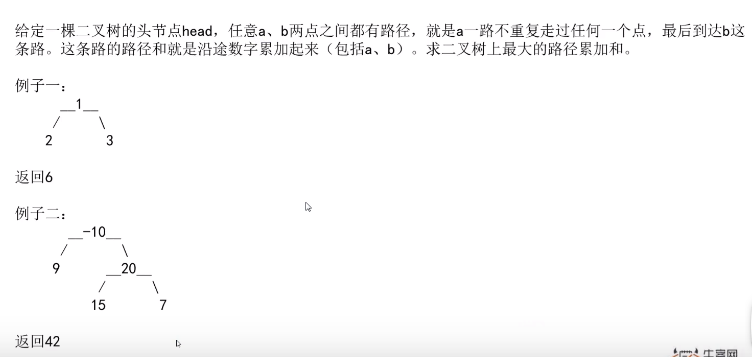 给定一棵二叉树的头节点head，任意a、b两点之间都有路径，就是a一路不重复走过任何一个点，最后到达b这
条路。这条路的路径和就是沿途数字累加起来（包括a、b）。求二叉树上最大的路径累加和。
例子一：
__1__
/ \
2 3
返回6
例子二：
__-10__
/ \
9 __20__
/ \
15 7
返回42